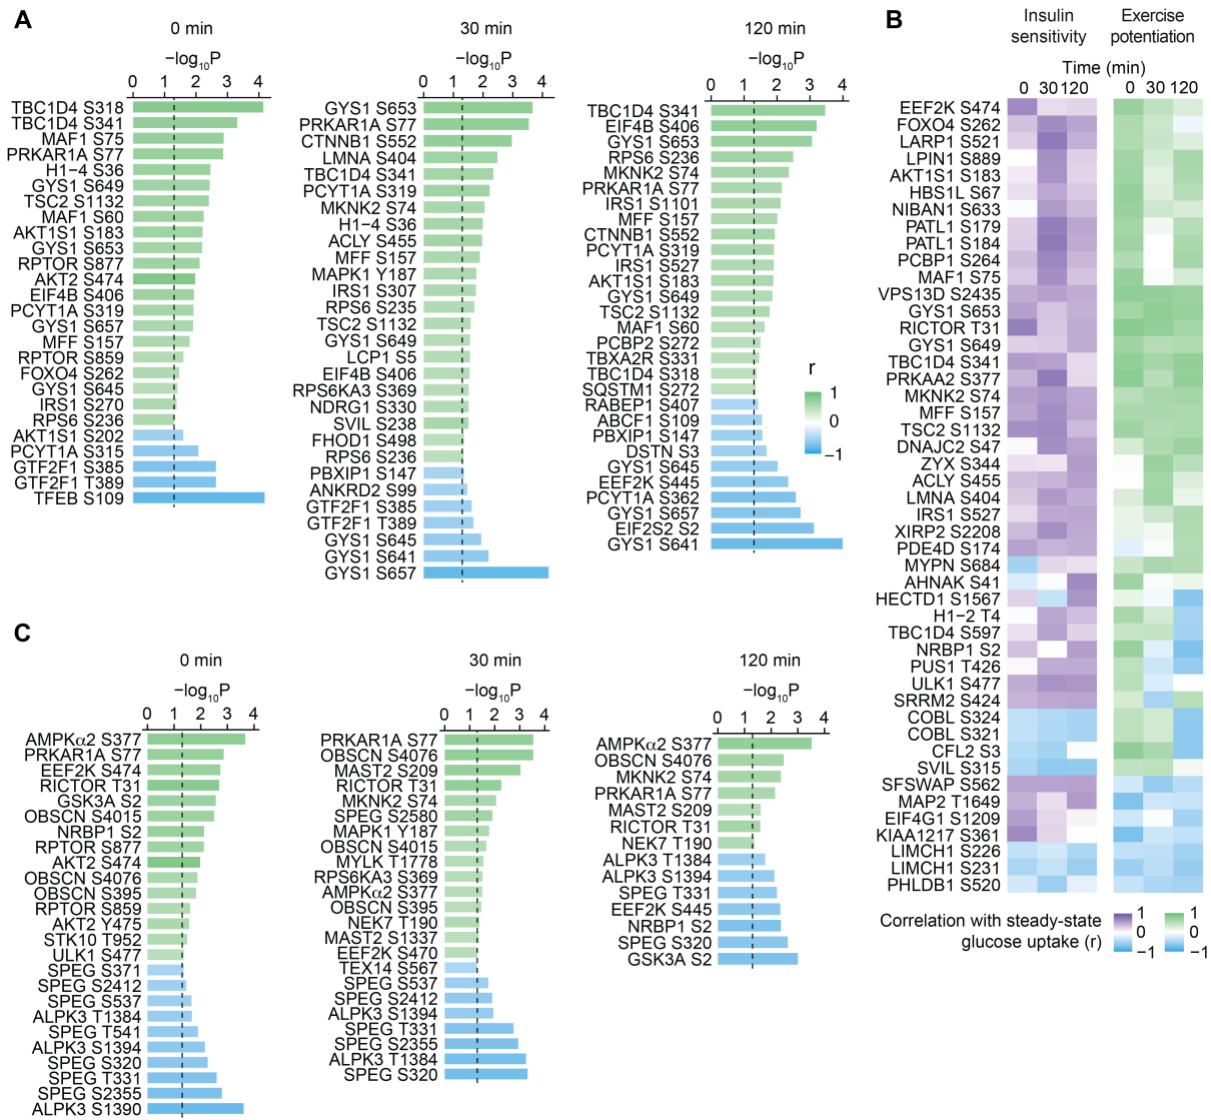 A
0 min
−log10P
0 1 2 3 4
TBC1D4 S318
TBC1D4 S341
MAF1 S75
PRKAR1A S77
H1−4 S36
GYS1 S649
TSC2 S1132
MAF1 S60
AKT1S1 S183
GYS1 S653
RPTOR S877
AKT2 S474
EIF4B S406
PCYT1A S319
GYS1 S657
MFF S157
RPTOR S859
FOXO4 S262
GYS1 S645
IRS1 S270
RPS6 S236
AKT1S1 S202
PCYT1A S315
GTF2F1 S385
GTF2F1 T389
TFEB S109
30 min
−log10P
0 1 2 3 4
GYS1 S653
PRKAR1A S77
CTNNB1 S552
LMNA S404
TBC1D4 S341
PCYT1A S319
MKNK2 S74
H1−4 S36
ACLY S455
MFF S157
MAPK1 Y187
IRS1 S307
RPS6 S235
TSC2 S1132
GYS1 S649
LCP1 S5
EIF4B S406
RPS6KA3 S369
NDRG1 S330
SVIL S238
FHOD1 S498
RPS6 S236
PBXIP1 S147
ANKRD2 S99
GTF2F1 S385
GTF2F1 T389
GYS1 S645
GYS1 S641
GYS1 S657
120 min
−log10P
0 1 2 3 4
TBC1D4 S341
EIF4B S406
GYS1 S653
RPS6 S236
MKNK2 S74
PRKAR1A S77
IRS1 S1101
MFF S157
CTNNB1 S552
PCYT1A S319
IRS1 S527
AKT1S1 S183
GYS1 S649
TSC2 S1132
MAF1 S60
PCBP2 S272
TBXA2R S331
TBC1D4 S318
SQSTM1 S272
RABEP1 S407
ABCF1 S109
PBXIP1 S147
DSTN S3
GYS1 S645
EEF2K S445
PCYT1A S362
GYS1 S657
EIF2S2 S2
GYS1 S641
r
1
0
−1
B
Insulin sensitivity
Exercise potentiation
Time (min)
0 30 120 0 30 120
EEF2K S474
FOXO4 S262
LARP1 S521
LPIN1 S889
AKT1S1 S183
HBS1L S67
NIBAN1 S633
PATL1 S179
PATL1 S184
PCBP1 S264
MAF1 S75
VPS13D S2435
GYS1 S653
RICTOR T31
GYS1 S649
TBC1D4 S341
PRKAA2 S377
MKNK2 S74
MFF S157
TSC2 S1132
DNAJC2 S47
ZYX S344
ACLY S455
LMNA S404
IRS1 S527
XIRP2 S2208
PDE4D S174
MYPN S684
AHNAK S41
HECTD1 S1567
H1−2 T4
TBC1D4 S597
NRBP1 S2
PUS1 T426
ULK1 S477
SRRM2 S424
COBL S324
COBL S321
CFL2 S3
SVIL S315
SFSWAP S562
MAP2 T1649
EIF4G1 S1209
KIAA1217 S361
LIMCH1 S226
LIMCH1 S231
PHLDB1 S520
Correlation with steady-state
glucose uptake (r)
1 1
0 0
−1 −1
C
0 min
−log10P
0 1 2 3 4
AMPKα2 S377
PRKAR1A S77
EEF2K S474
RICTOR T31
GSK3A S2
OBSCN S4015
NRBP1 S2
RPTOR S877
AKT2 S474
OBSCN S4076
OBSCN S395
RPTOR S859
AKT2 Y475
STK10 T952
ULK1 S477
SPEG S371
SPEG S2412
SPEG S537
ALPK3 T1384
SPEG T541
ALPK3 S1394
SPEG S320
SPEG T331
SPEG S2355
ALPK3 S1390
30 min
−log10P
0 1 2 3 4
PRKAR1A S77
OBSCN S4076
MAST2 S209
RICTOR T31
MKNK2 S74
SPEG S2580
MAPK1 Y187
OBSCN S4015
MYLK T1778
RPS6KA3 S369
AMPKα2 S377
OBSCN S395
NEK7 T190
MAST2 S1337
EEF2K S470
TEX14 S567
SPEG S537
SPEG S2412
ALPK3 S1394
SPEG T331
SPEG S2355
ALPK3 T1384
SPEG S320
120 min
−log10P
0 1 2 3 4
AMPKα2 S377
OBSCN S4076
MKNK2 S74
PRKAR1A S77
MAST2 S209
RICTOR T31
NEK7 T190
ALPK3 T1384
ALPK3 S1394
SPEG T331
EEF2K S445
NRBP1 S2
SPEG S320
GSK3A S2